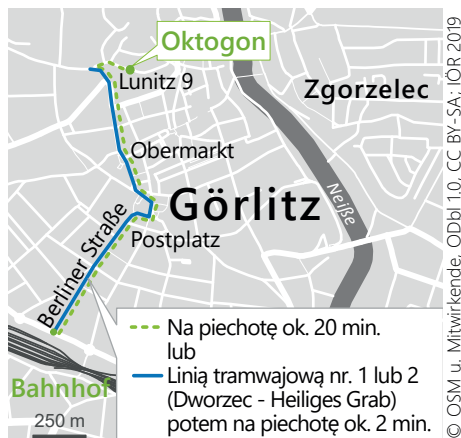 Oktogon
Lunitz 9
Zgorzelec
Obermarkt
Görlitz
Neiße
Postplatz
Berliner Straße
Bahnhof
250 m
Na piechotę ok. 20 min.
lub
Linią tramwajową nr. 1 lub 2
(Dworzec - Heiliges Grab)
potem na piechotę ok. 2 min.
© OSM u. Mitwirkende, ODbl 1.0, CC BY-SA; IÖR 2019